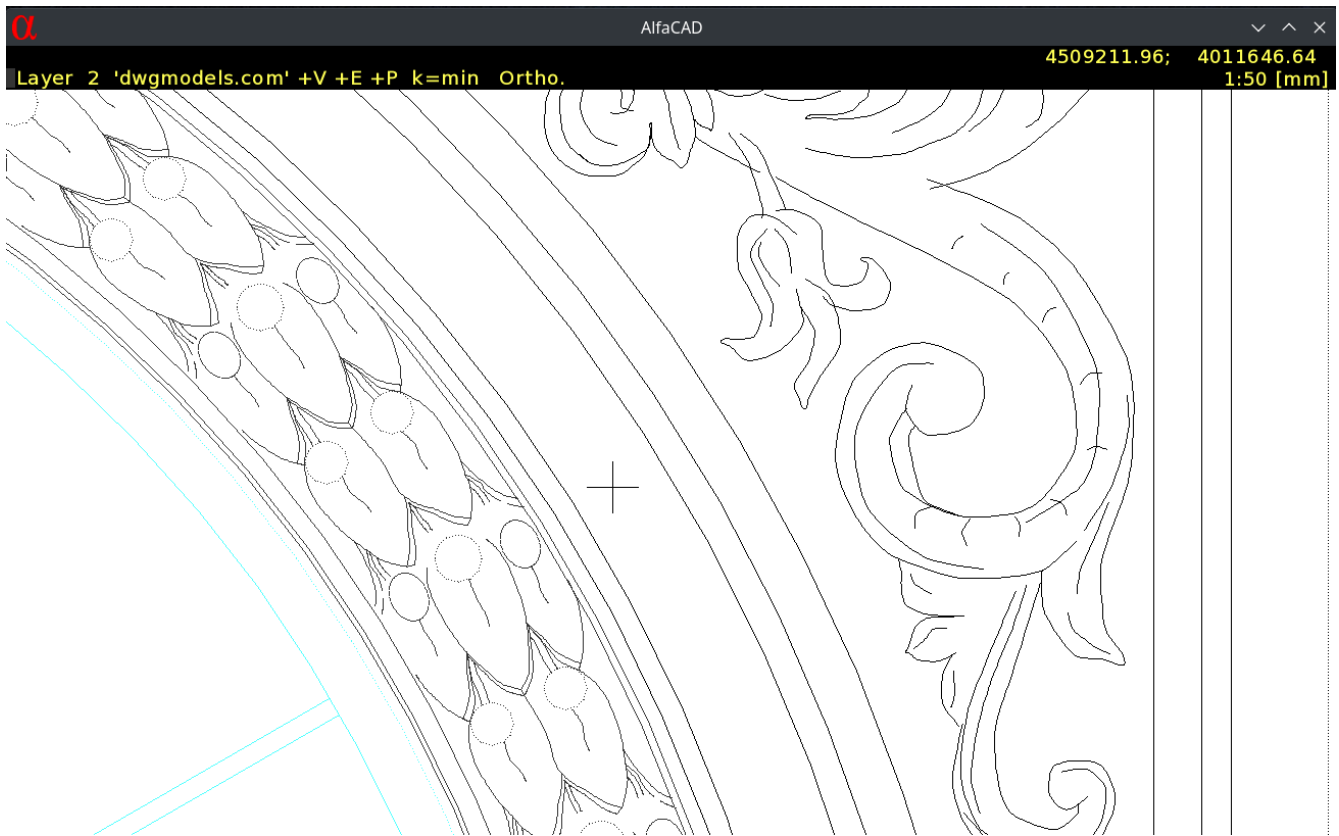 α
AlfaCAD
4509211.96; 4011646.64
Layer 2 'dwgmodels.com' +V +E +P k=min Ortho.
1:50 [mm]